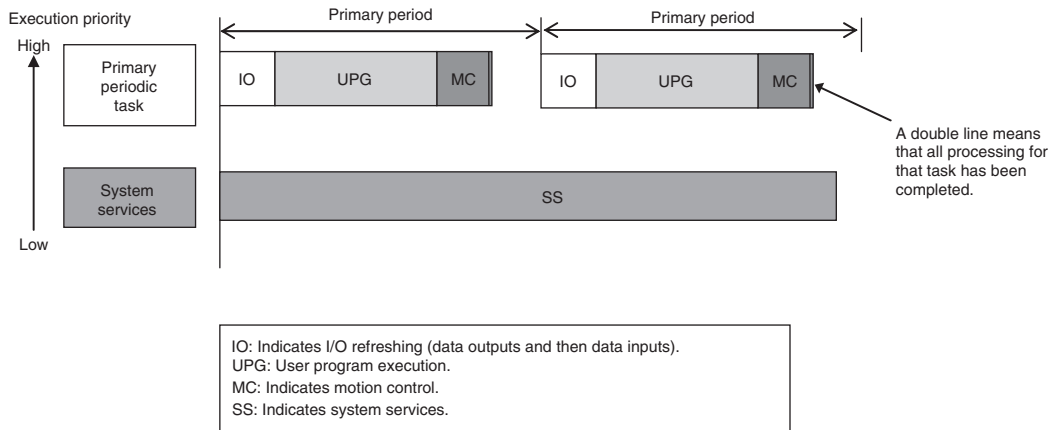 Execution priority
High
Primary
periodic
task
System
services
Low
Primary period
Primary period
IO
UPG
MC
IO
UPG
MC
SS
A double line means
that all processing for
that task has been
completed.
IO: Indicates I/O refreshing (data outputs and then data inputs).
UPG: User program execution.
MC: Indicates motion control.
SS: Indicates system services.